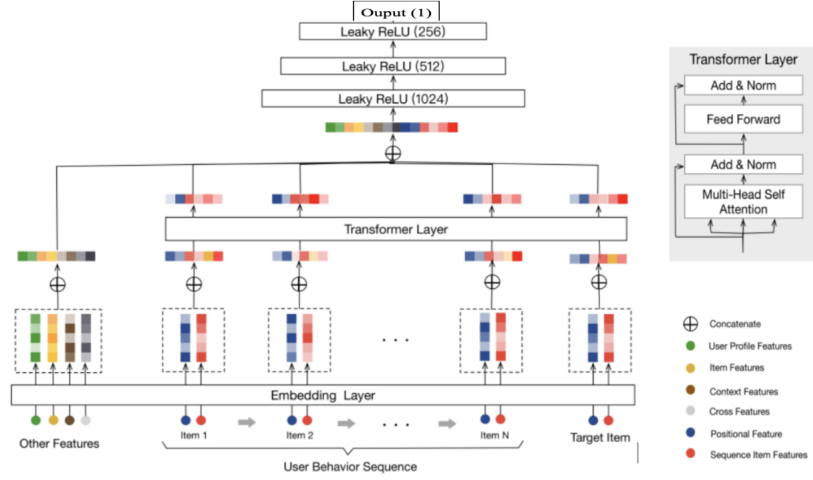 Ouput (1)
Leaky ReLU (256)
Leaky ReLU (512)
Leaky ReLU (1024)
Transformer Layer
Embedding Layer
Other Features
Item 1
Item 2
. . .
. . .
Item N
Target Item
User Behavior Sequence
Transformer Layer
Add & Norm
Feed Forward
Add & Norm
Multi-Head Self
Attention
Concatenate
User Profile Features
Item Features
Context Features
Cross Features
Positional Feature
Sequence Item Features